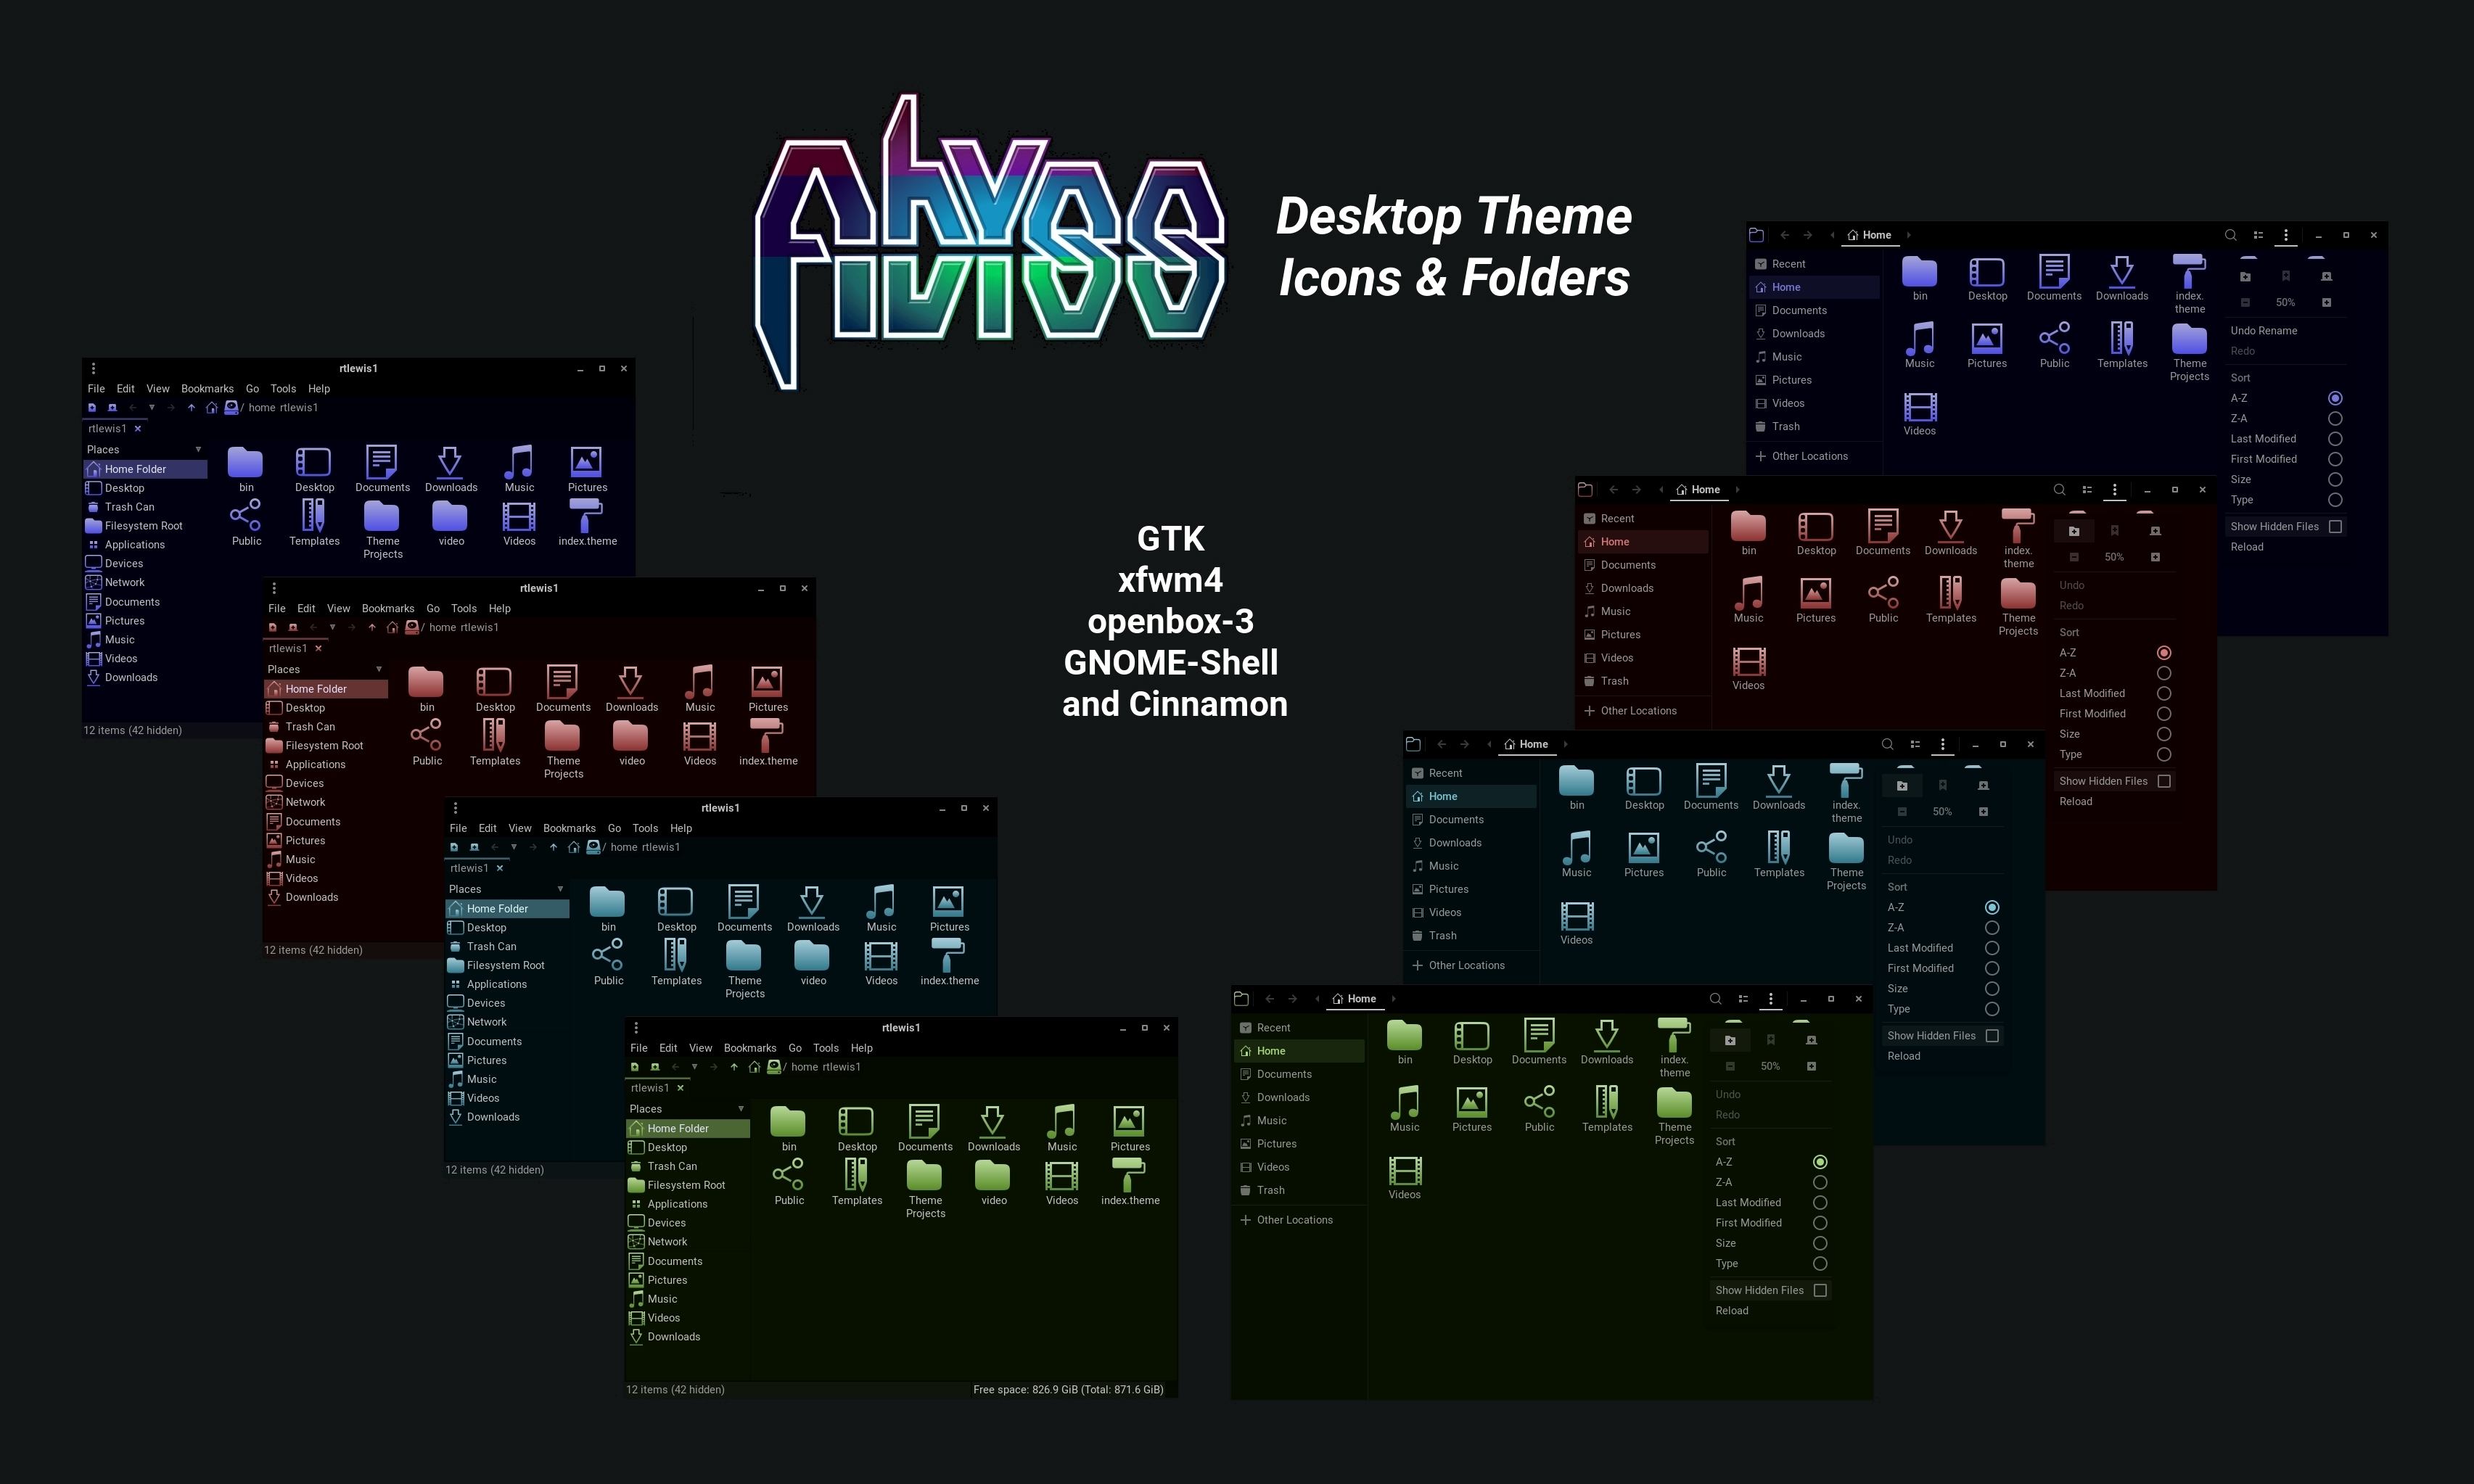 Abyss
Desktop Theme
Icons & Folders
GTK
xfwm4
openbox-3
GNOME-Shell
and Cinnamon
rtlewis1
File Edit View Bookmarks Go Tools Help
/ home rtlewis1
rtlewis1
Places
Home Folder
Desktop
Trash Can
Filesystem Root
Applications
Devices
Network
Documents
Pictures
Music
Videos
Downloads
bin Desktop Documents Downloads Music Pictures
Public Templates Theme Projects video Videos index.theme
12 items (42 hidden)
rtlewis1
File Edit View Bookmarks Go Tools Help
/ home rtlewis1
rtlewis1
Places
Home Folder
Desktop
Trash Can
Filesystem Root
Applications
Devices
Network
Documents
Pictures
Music
Videos
Downloads
bin Desktop Documents Downloads Music Pictures
Public Templates Theme Projects video Videos index.theme
12 items (42 hidden)
rtlewis1
File Edit View Bookmarks Go Tools Help
/ home rtlewis1
rtlewis1
Places
Home Folder
Desktop
Trash Can
Filesystem Root
Applications
Devices
Network
Documents
Pictures
Music
Videos
Downloads
bin Desktop Documents Downloads Music Pictures
Public Templates Theme Projects video Videos index.theme
12 items (42 hidden)
rtlewis1
File Edit View Bookmarks Go Tools Help
/ home rtlewis1
rtlewis1
Places
Home Folder
Desktop
Trash Can
Filesystem Root
Applications
Devices
Network
Documents
Pictures
Music
Videos
Downloads
bin Desktop Documents Downloads Music Pictures
Public Templates Theme Projects video Videos index.theme
12 items (42 hidden) Free space: 826.9 GiB (Total: 871.6 GiB)
Home
Recent
Home
Documents
Downloads
Music
Pictures
Videos
Trash
Other Locations
bin Desktop Documents Downloads index.theme
Music Pictures Public Templates Theme Projects
Videos
50%
Undo Rename
Redo
Sort
A-Z
Z-A
Last Modified
First Modified
Size
Type
Show Hidden Files
Reload
Home
Recent
Home
Documents
Downloads
Music
Pictures
Videos
Trash
Other Locations
bin Desktop Documents Downloads index.theme
Music Pictures Public Templates Theme Projects
Videos
50%
Undo
Redo
Sort
A-Z
Z-A
Last Modified
First Modified
Size
Type
Show Hidden Files
Reload
Home
Recent
Home
Documents
Downloads
Music
Pictures
Videos
Trash
Other Locations
bin Desktop Documents Downloads index.theme
Music Pictures Public Templates Theme Projects
Videos
50%
Undo
Redo
Sort
A-Z
Z-A
Last Modified
First Modified
Size
Type
Show Hidden Files
Reload
Home
Recent
Home
Documents
Downloads
Music
Pictures
Videos
Trash
Other Locations
bin Desktop Documents Downloads index.theme
Music Pictures Public Templates Theme Projects
Videos
50%
Undo
Redo
Sort
A-Z
Z-A
Last Modified
First Modified
Size
Type
Show Hidden Files
Reload